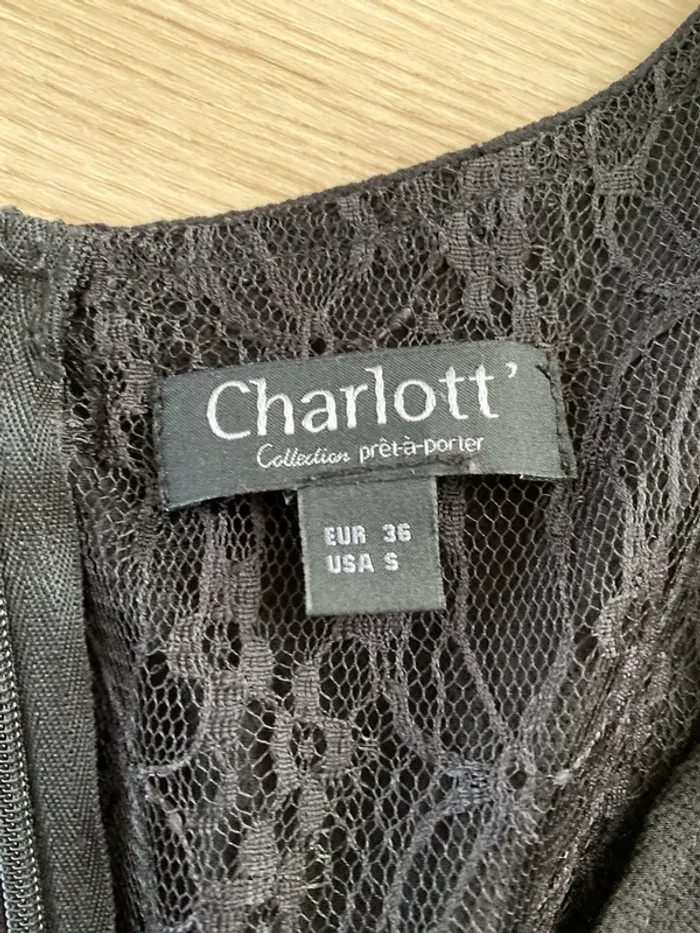 Charlott'
Collection prêt-à-porter
EUR 36
USA S